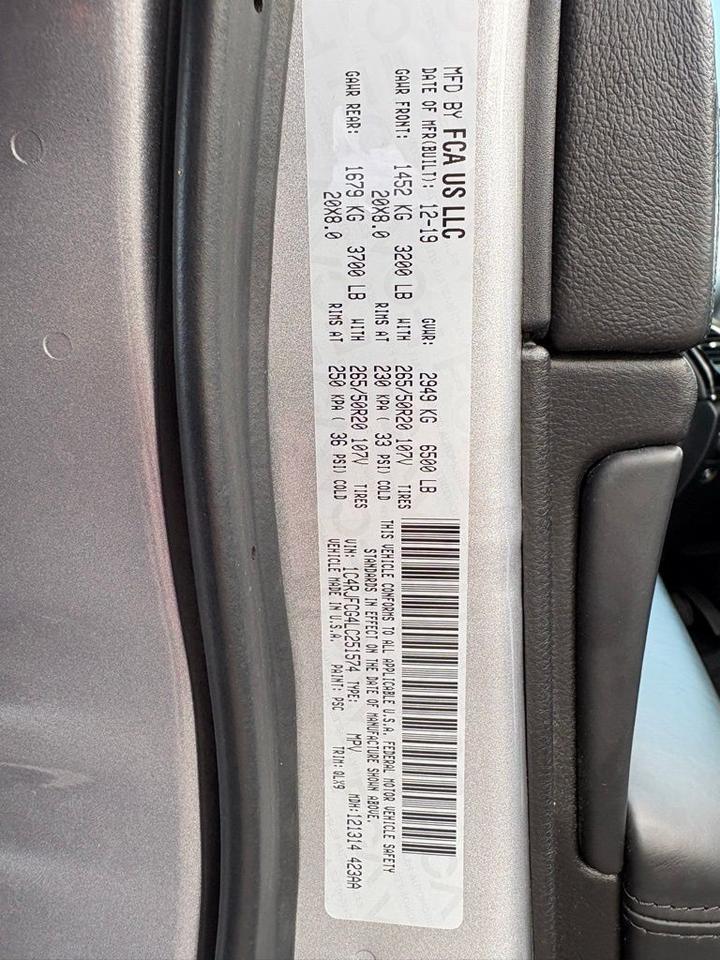 MFD BY FCA US LLC
DATE OF MFR(BUILT): 12-19 GVWR: 2949 KG 6500 LB
GAWR FRONT: 1452 KG 3200 LB WITH 265/50R20 107V TIRES
20X8.0 RIMS AT 230 KPA ( 33 PSI) COLD
GAWR REAR: 1679 KG 3700 LB WITH 265/50R20 107V TIRES
20X8.0 RIMS AT 250 KPA ( 36 PSI) COLD
THIS VEHICLE CONFORMS TO ALL APPLICABLE U.S.A. FEDERAL MOTOR VEHICLE SAFETY
STANDARDS IN EFFECT ON THE DATE OF MANUFACTURE SHOWN ABOVE.
VIN: 1C4RJFCG4LC251574 TYPE: MPV MDH:121314 423AA
VEHICLE MADE IN U.S.A. PAINT: PSC TRIM:QLX9